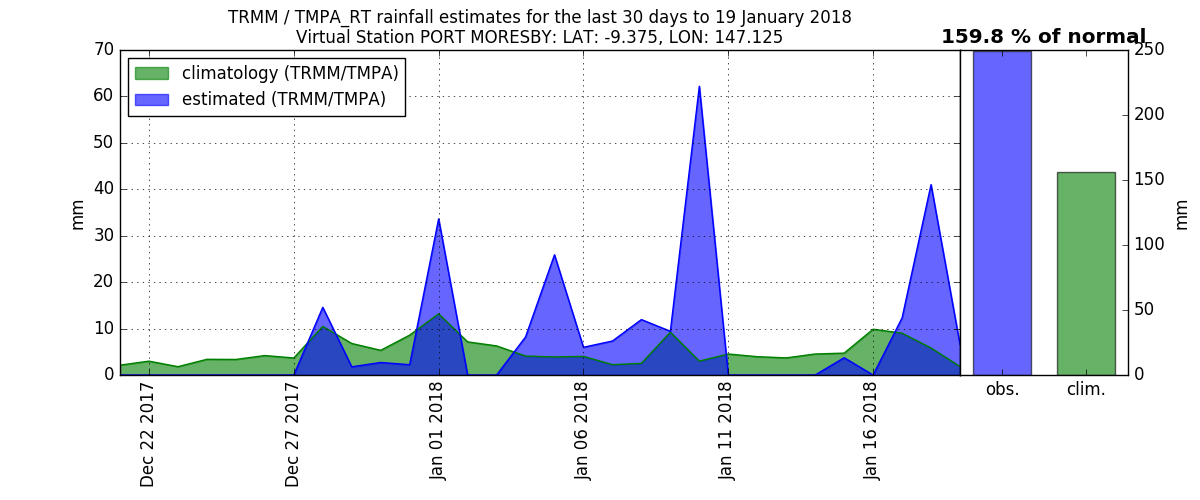 TRMM / TMPA_RT rainfall estimates for the last 30 days to 19 January 2018
Virtual Station PORT MORESBY: LAT: -9.375, LON: 147.125
159.8 % of normal
climatology (TRMM/TMPA)
estimated (TRMM/TMPA)
70
60
50
40
30
20
10
0
mm
250
200
150
100
50
0
mm
Dec 22 2017
Dec 27 2017
Jan 01 2018
Jan 06 2018
Jan 11 2018
Jan 16 2018
obs.
clim.